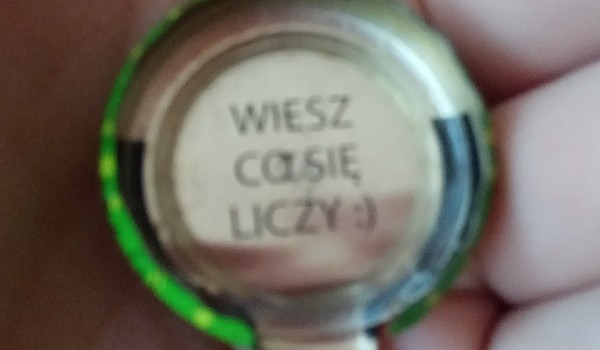 WIESZ
CO SIĘ
LICZY :)